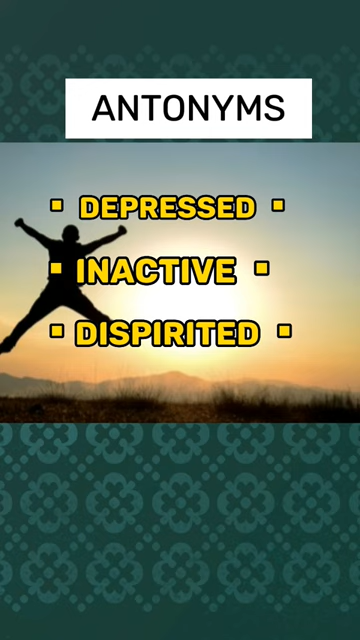 ANTONYMS
▪ DEPRESSED ▪
▪ INACTIVE ▪
▪ DISPIRITED ▪